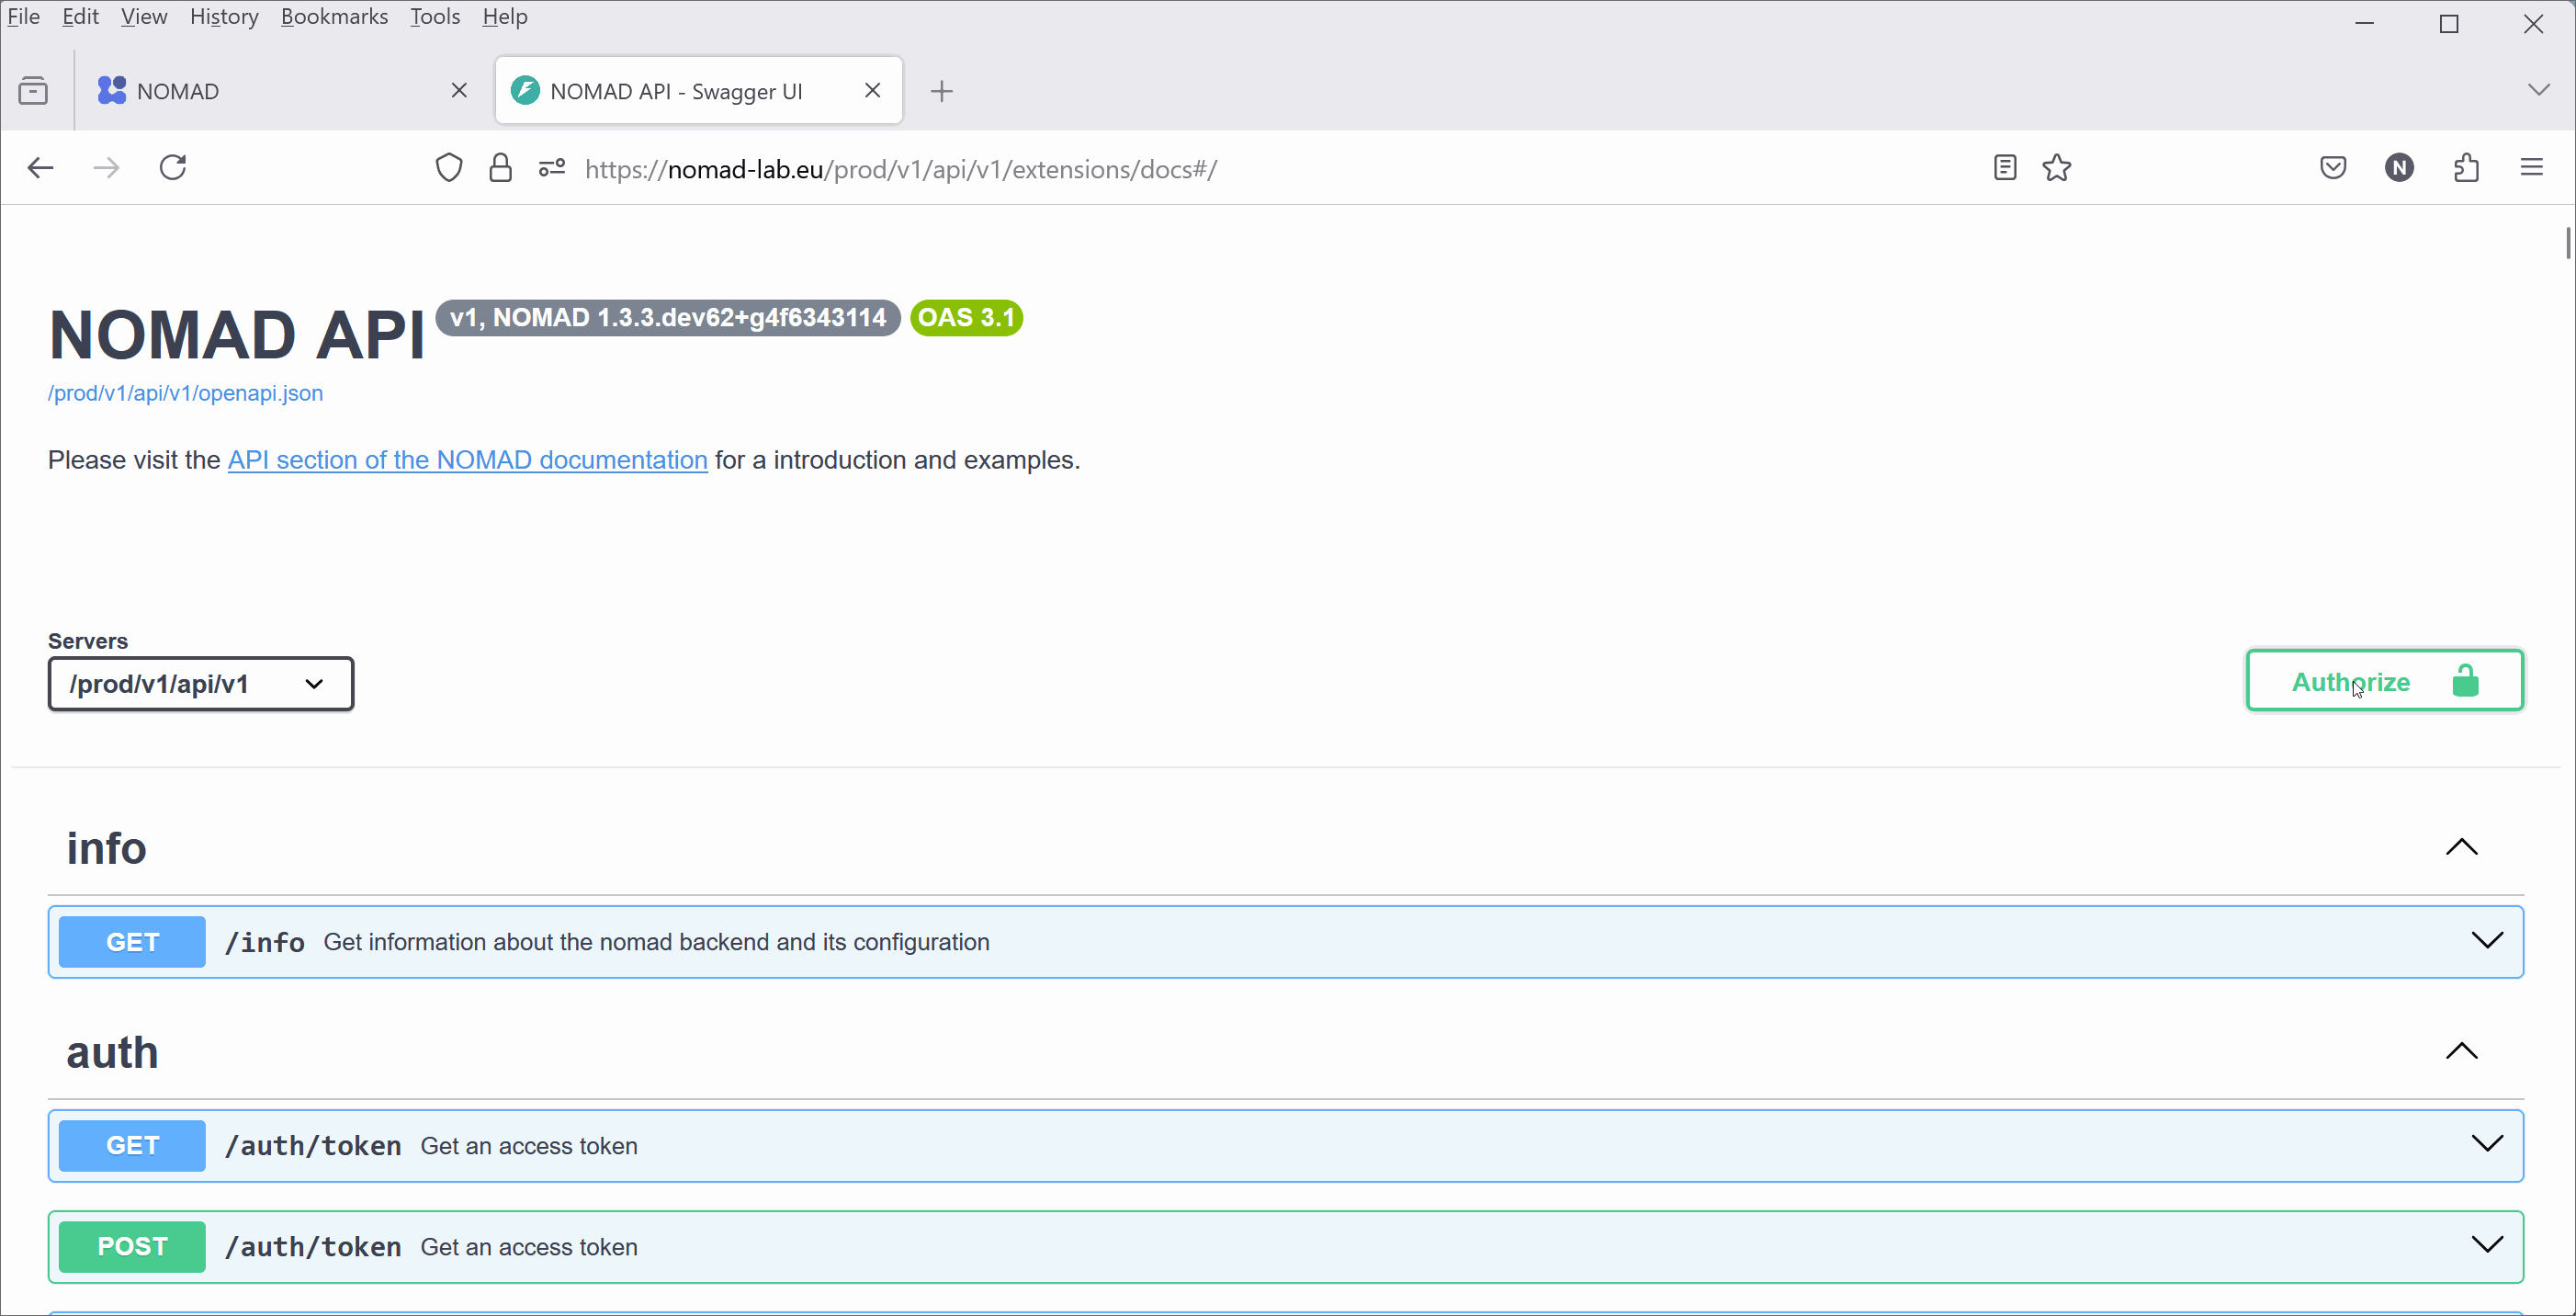 File Edit View History Bookmarks Tools Help
NOMAD
NOMAD API - Swagger UI
https://nomad-lab.eu/prod/v1/api/v1/extensions/docs#/
N
NOMAD API v1, NOMAD 1.3.3.dev62+g4f6343114 OAS 3.1
/prod/v1/api/v1/openapi.json
Please visit the API section of the NOMAD documentation for a introduction and examples.
Servers
/prod/v1/api/v1
Authorize
info
GET /info Get information about the nomad backend and its configuration
auth
GET /auth/token Get an access token
POST /auth/token Get an access token